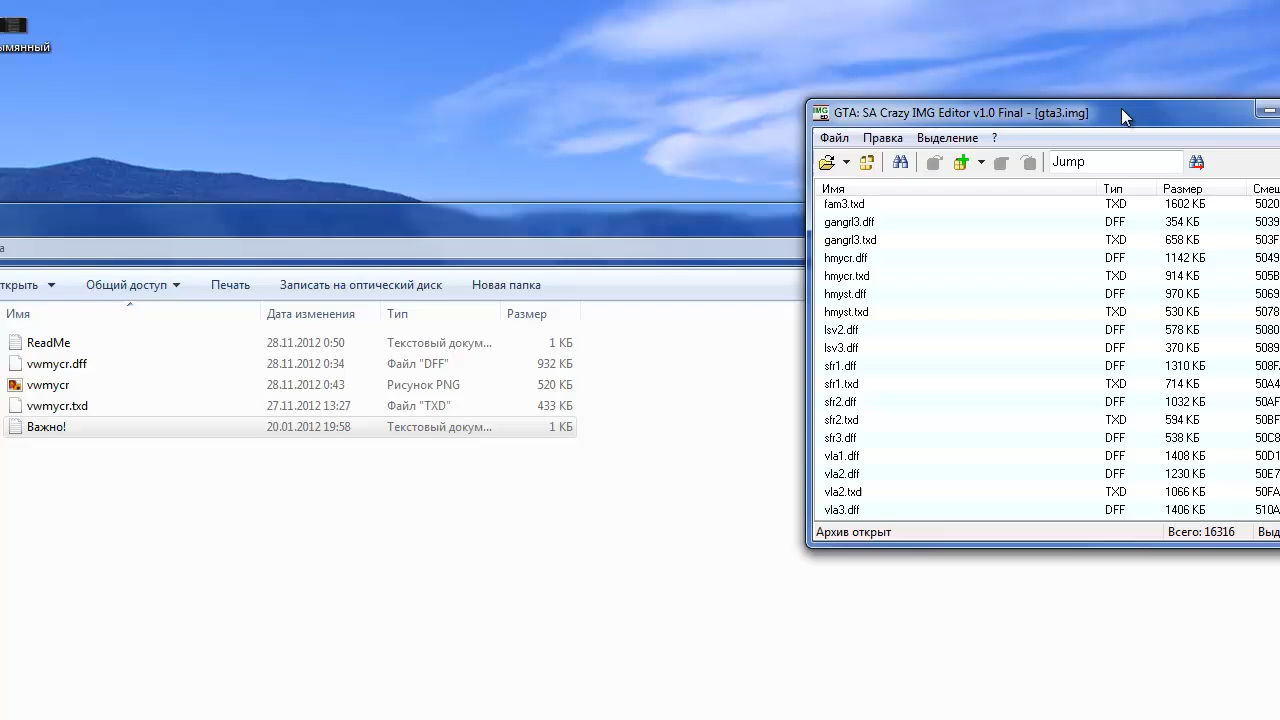 ымянный
GTA: SA Crazy IMG Editor v1.0 Final - [gta3.img]
Файл Правка Выделение ?
Jump
Имя Тип Размер Смещ
fam3.txd TXD 1602 КБ 502D
gangrl3.dff DFF 354 КБ 503F
gangrl3.txd TXD 658 КБ 503F
hmycr.dff DFF 1142 КБ 5049
hmycr.txd TXD 914 КБ 505B
hmyst.dff DFF 970 КБ 5069
hmyst.txd TXD 530 КБ 5078
lsv2.dff DFF 578 КБ 5080
lsv3.dff DFF 370 КБ 5089
sfr1.dff DFF 1310 КБ 508F
sfr1.txd TXD 714 КБ 50A4
sfr2.dff DFF 1032 КБ 50AF
sfr2.txd TXD 594 КБ 50BF
sfr3.dff DFF 538 КБ 50C8
vla1.dff DFF 1408 КБ 50D1
vla2.dff DFF 1230 КБ 50E7
vla2.txd TXD 1066 КБ 50FA
vla3.dff DFF 1406 КБ 510A
Архив открыт Всего: 16316 Выд
а
ткрыть Общий доступ Печать Записать на оптический диск Новая папка
Имя Дата изменения Тип Размер
ReadMe 28.11.2012 0:50 Текстовый докум... 1 КБ
vwmycr.dff 28.11.2012 0:34 Файл "DFF" 932 КБ
vwmycr 28.11.2012 0:43 Рисунок PNG 520 КБ
vwmycr.txd 27.11.2012 13:27 Файл "TXD" 433 КБ
Важно! 20.01.2012 19:58 Текстовый докум... 1 КБ